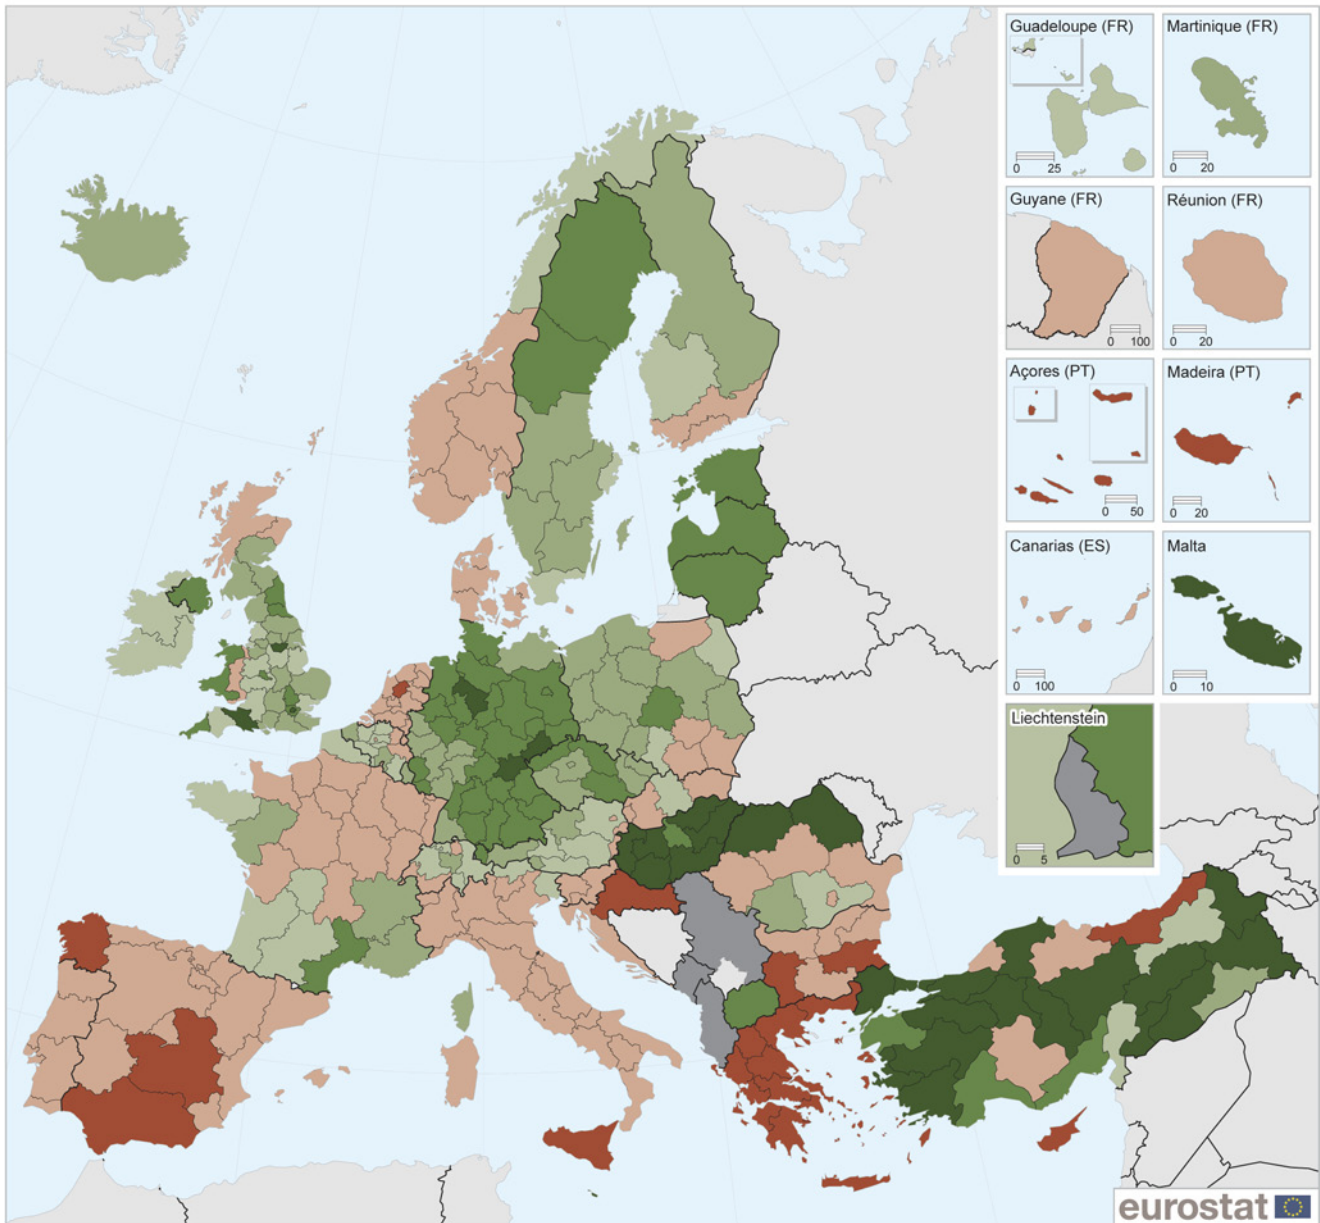 Guadeloupe (FR)
0 25
Martinique (FR)
0 20
Guyane (FR)
0 100
Réunion (FR)
0 20
Açores (PT)
0 50
Madeira (PT)
0 20
Canarias (ES)
0 100
Malta
0 10
Liechtenstein
0 5
eurostat